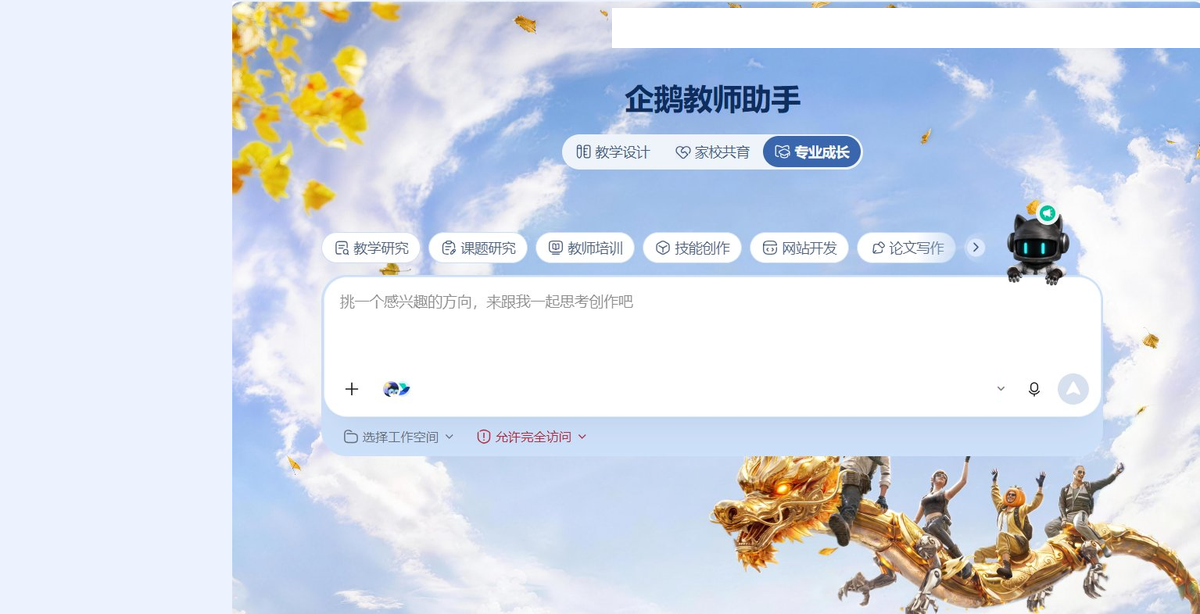 企鹅教师助手
教学设计 家校共育 专业成长
教学研究 课题研究 教师培训 技能创作 网站开发 论文写作
挑一个感兴趣的方向，来跟我一起思考创作吧
选择工作空间 允许完全访问